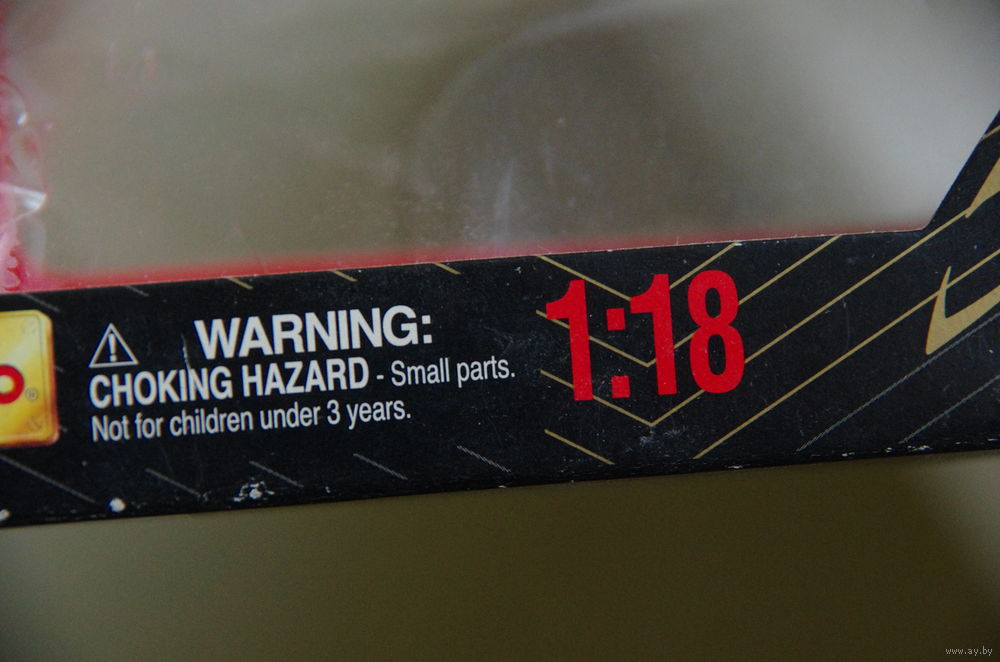 WARNING:
CHOKING HAZARD - Small parts.
Not for children under 3 years.
1:18
www.ay.by